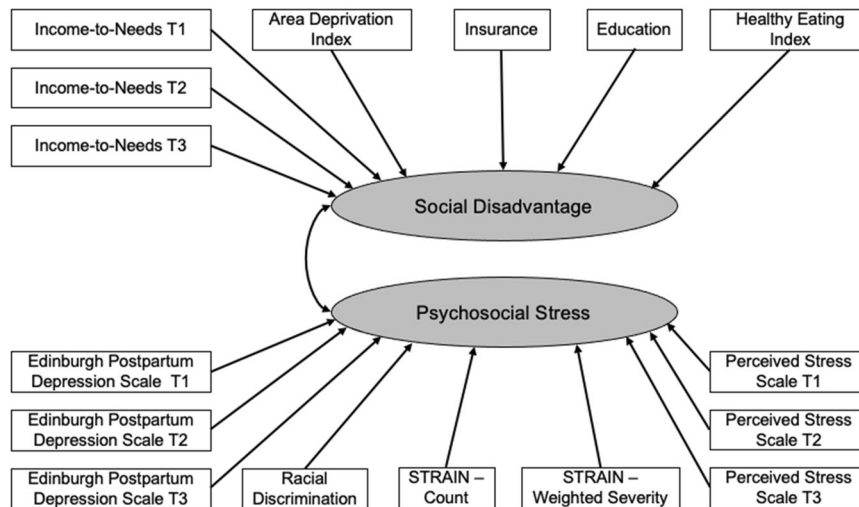 Income-to-Needs T1
Area Deprivation
Index
Insurance
Education
Healthy Eating
Index
Income-to-Needs T2
Income-to-Needs T3
Social Disadvantage
Psychosocial Stress
Edinburgh Postpartum
Depression Scale T1
Edinburgh Postpartum
Depression Scale T2
Edinburgh Postpartum
Depression Scale T3
Racial
Discrimination
STRAIN –
Count
STRAIN –
Weighted Severity
Perceived Stress
Scale T1
Perceived Stress
Scale T2
Perceived Stress
Scale T3